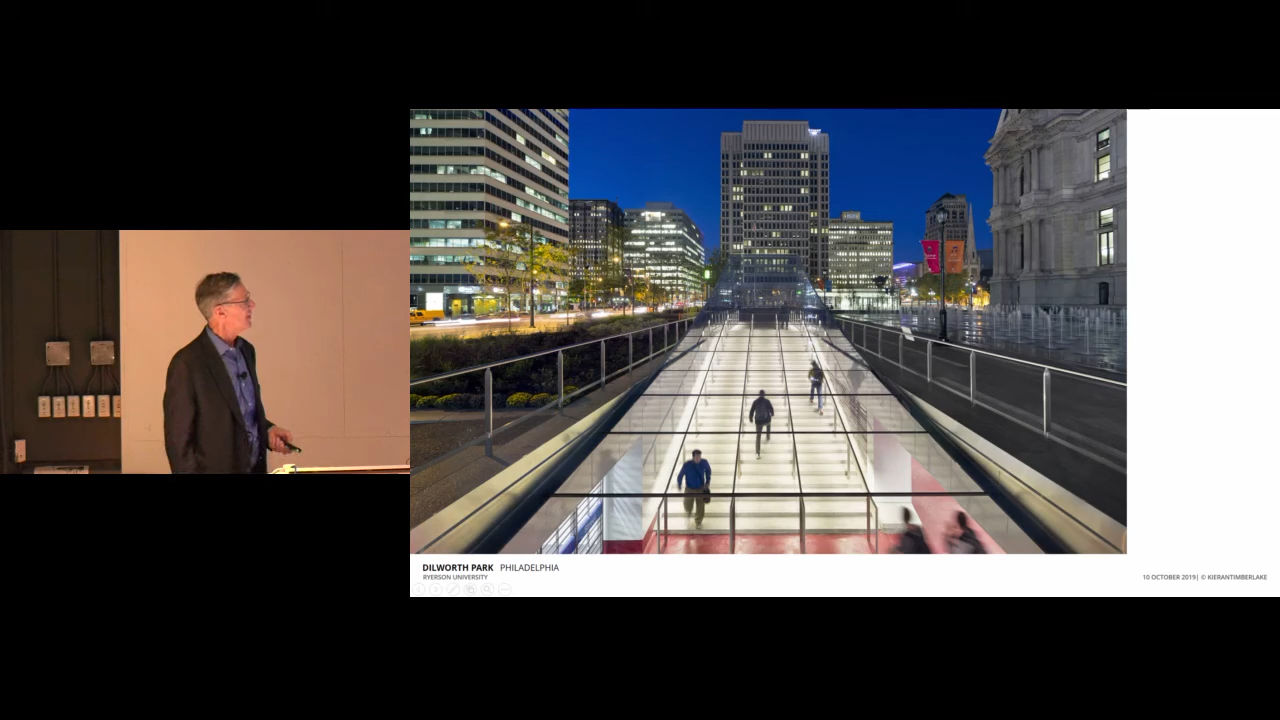 DILWORTH PARK PHILADELPHIA
RYERSON UNIVERSITY
10 OCTOBER 2019| © KIERANTIMBERLAKE